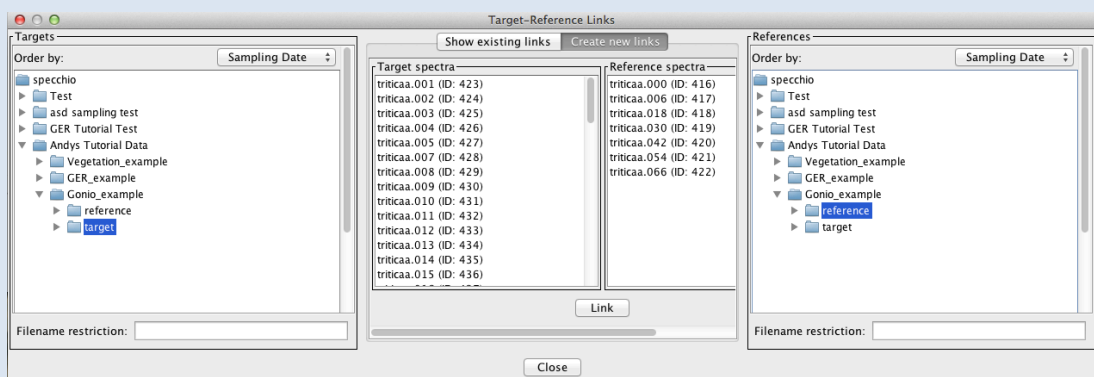 Target-Reference Links
Targets
Order by: Sampling Date
specchio
Test
asd sampling test
GER Tutorial Test
Andys Tutorial Data
Vegetation_example
GER_example
Gonio_example
reference
target
Filename restriction:
Show existing links Create new links
Target spectra
triticaa.001 (ID: 423)
triticaa.002 (ID: 424)
triticaa.003 (ID: 425)
triticaa.004 (ID: 426)
triticaa.005 (ID: 427)
triticaa.007 (ID: 428)
triticaa.008 (ID: 429)
triticaa.009 (ID: 430)
triticaa.010 (ID: 431)
triticaa.011 (ID: 432)
triticaa.012 (ID: 433)
triticaa.013 (ID: 434)
triticaa.014 (ID: 435)
triticaa.015 (ID: 436)
Reference spectra
triticaa.000 (ID: 416)
triticaa.006 (ID: 417)
triticaa.018 (ID: 418)
triticaa.030 (ID: 419)
triticaa.042 (ID: 420)
triticaa.054 (ID: 421)
triticaa.066 (ID: 422)
Link
References
Order by: Sampling Date
specchio
Test
asd sampling test
GER Tutorial Test
Andys Tutorial Data
Vegetation_example
GER_example
Gonio_example
reference
target
Filename restriction:
Close